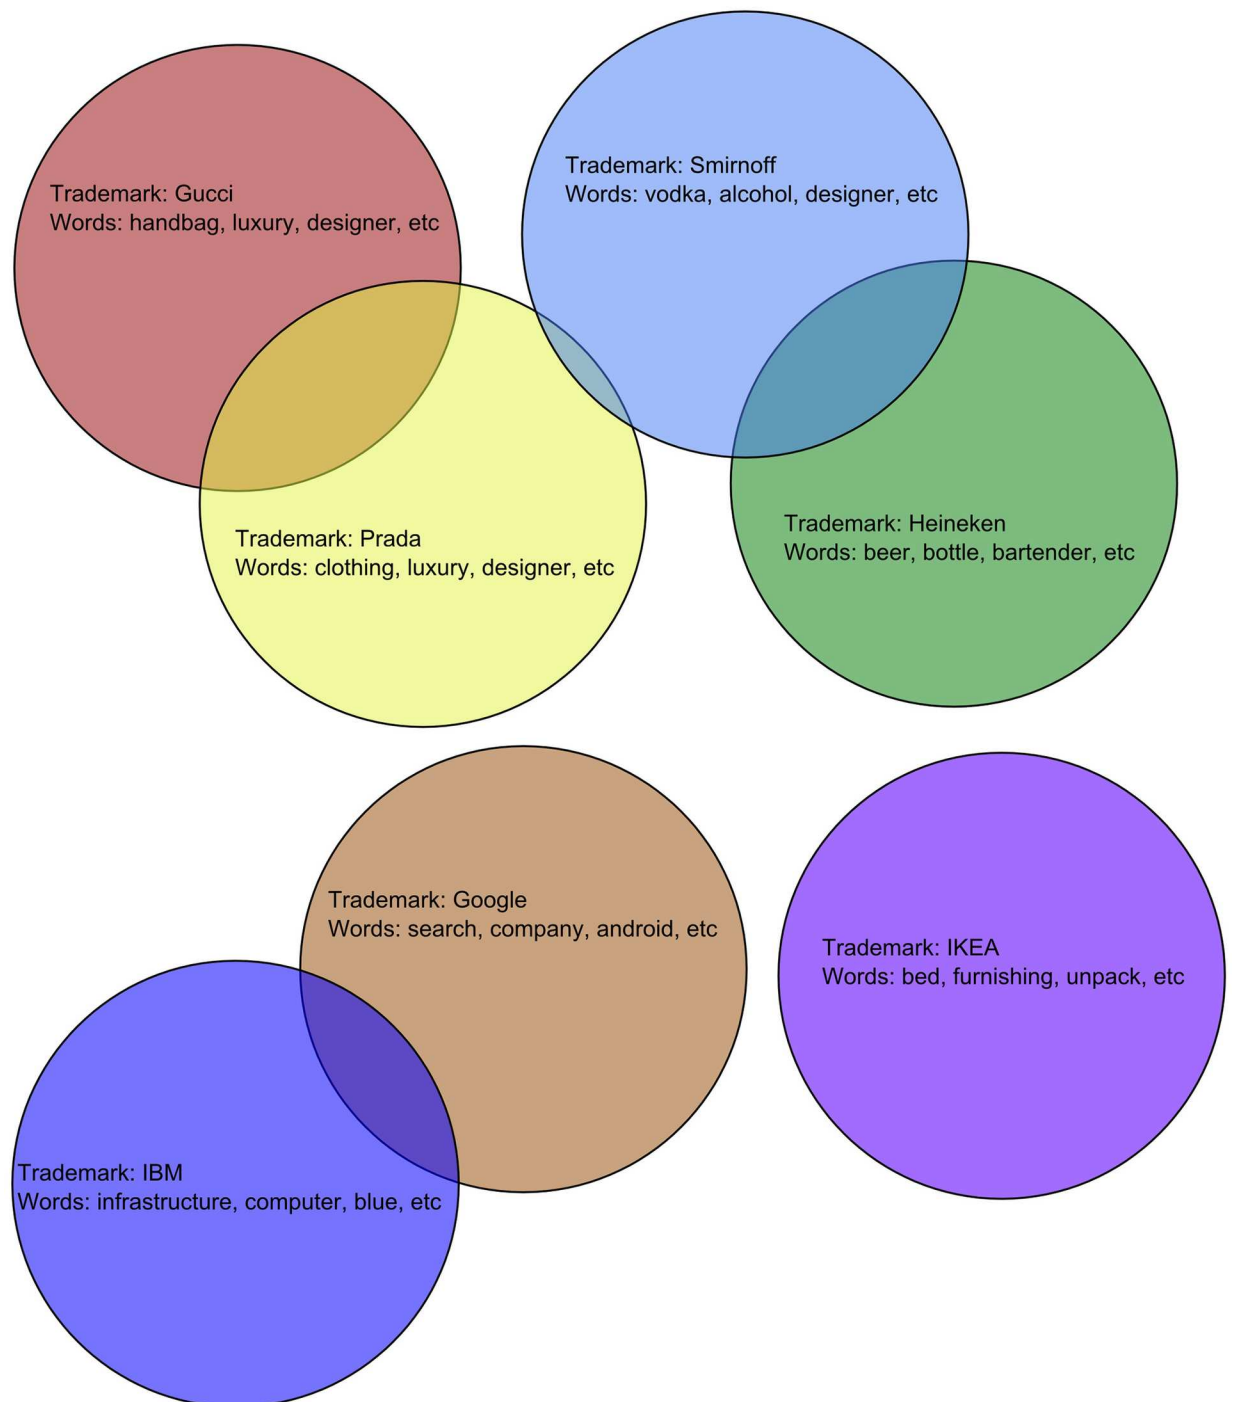 Trademark: Gucci
Words: handbag, luxury, designer, etc
Trademark: Smirnoff
Words: vodka, alcohol, designer, etc
Trademark: Prada
Words: clothing, luxury, designer, etc
Trademark: Heineken
Words: beer, bottle, bartender, etc
Trademark: Google
Words: search, company, android, etc
Trademark: IKEA
Words: bed, furnishing, unpack, etc
Trademark: IBM
Words: infrastructure, computer, blue, etc